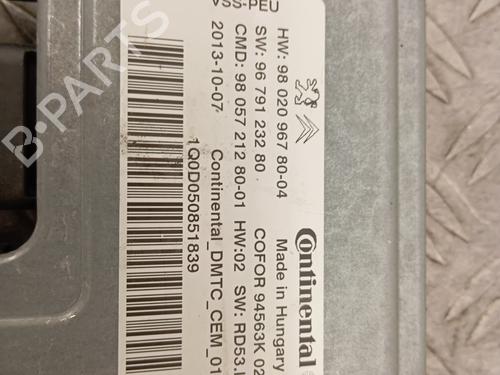 VSS-PEU
HW: 98 020 967 80-04
SW: 96 791 232 80
CMD: 98 057 212 80-01 HW:02 SW: RD53.
2013-10-07
Continental
Made in Hungary
COFOR 94563K 02
Continental_DMTC_CEM_01
1Q0D050851839
B-Parts